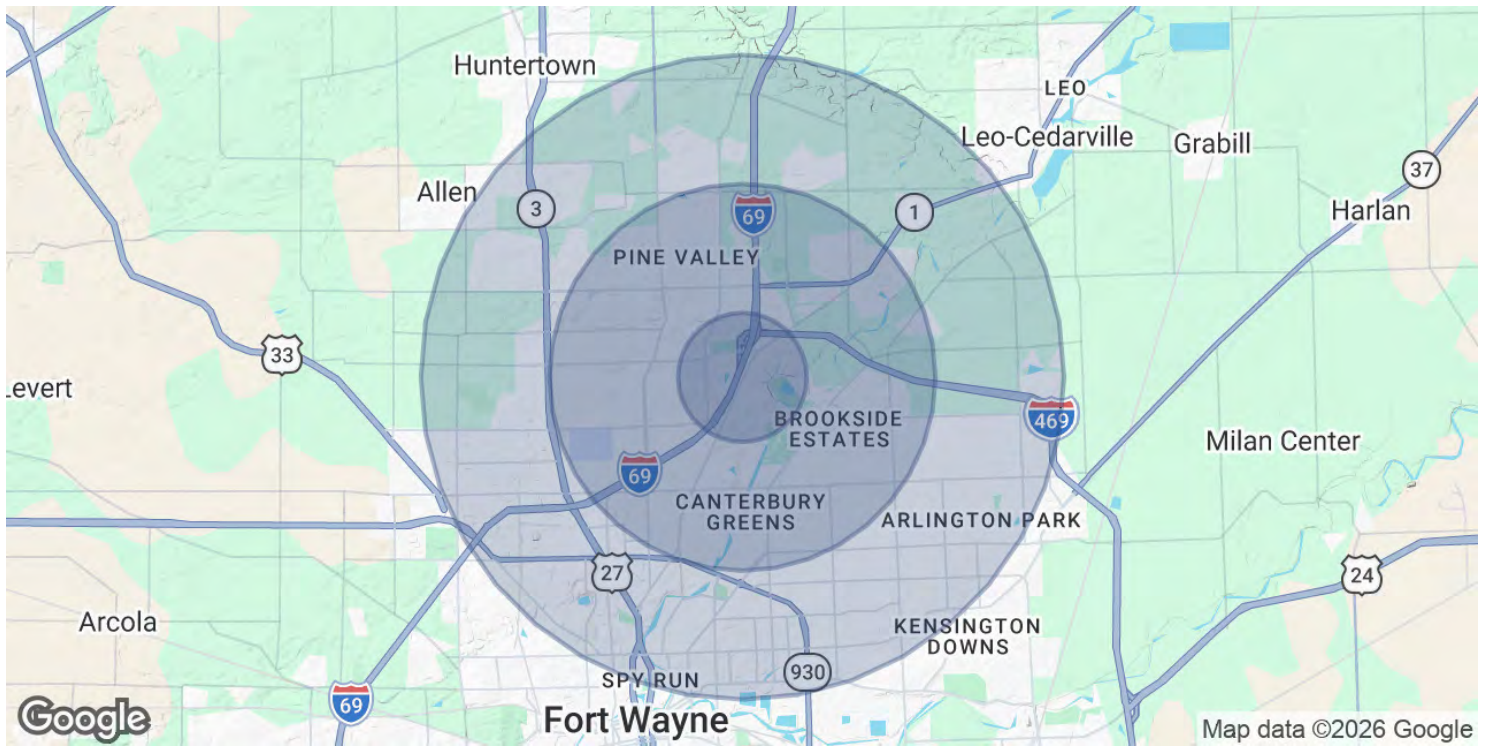 Huntertown
LEO
Leo-Cedarville
Grabill
37
Allen
3
69
1
Harlan
PINE VALLEY
33
Levert
469
BROOKSIDE
ESTATES
Milan Center
69
CANTERBURY
GREENS
ARLINGTON PARK
27
24
Arcola
KENSINGTON
DOWNS
930
SPY RUN
69
Google
Fort Wayne
Map data ©2026 Google